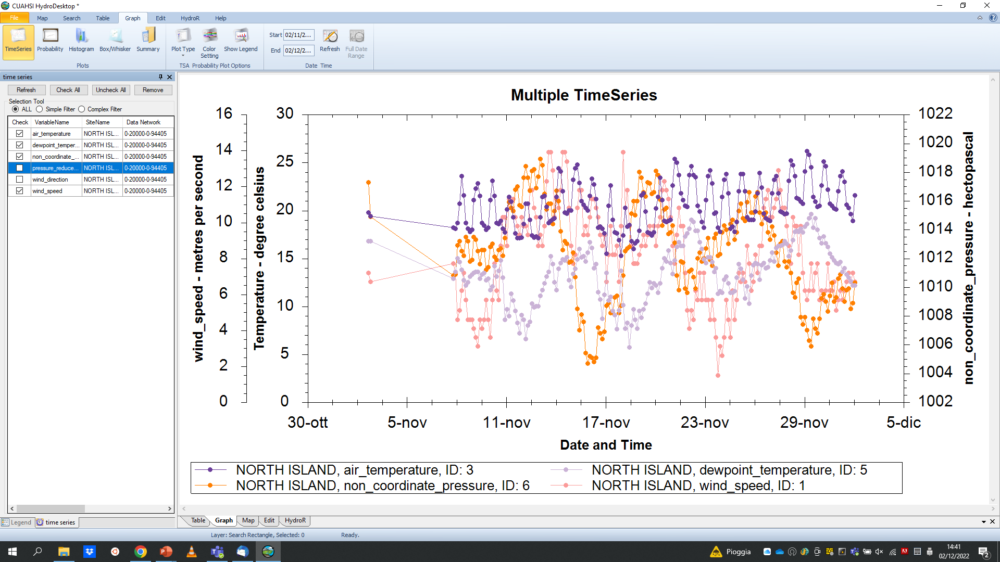 CUAHSI HydroDesktop *
File Map Search Table Graph Edit HydroR Help
TimeSeries Probability Histogram Box/Whisker Summary
Plots
Plot Type Color Setting Show Legend
TSA Probability Plot Options
Start 02/11/2...
End 02/12/2...
Refresh Full Date Range
Date Time
time series
Refresh Check All Uncheck All Remove
Selection Tool
ALL Simple Filter Complex Filter
Check VariableName SiteName Data Network
air_temperature NORTH ISL... 0-20000-0-94405
dewpoint_temper... NORTH ISL... 0-20000-0-94405
non_coordinate_... NORTH ISL... 0-20000-0-94405
pressure_reduce... NORTH ISL... 0-20000-0-94405
wind_direction NORTH ISL... 0-20000-0-94405
wind_speed NORTH ISL... 0-20000-0-94405
Legend time series
Multiple TimeSeries
wind_speed - metres per second
16
14
12
10
8
6
4
2
0
Temperature - degree celsius
30
25
20
15
10
5
0
1022
1020
1018
1016
1014
1012
1010
1008
1006
1004
1002
non_coordinate_pressure - hectopascal
30-ott 5-nov 11-nov 17-nov 23-nov 29-nov 5-dic
Date and Time
NORTH ISLAND, air_temperature, ID: 3
NORTH ISLAND, dewpoint_temperature, ID: 5
NORTH ISLAND, non_coordinate_pressure, ID: 6
NORTH ISLAND, wind_speed, ID: 1
Table Graph Map Edit HydroR
Layer: Search Rectangle, Selected: 0 Ready.
Pioggia
14:41
02/12/2022
2